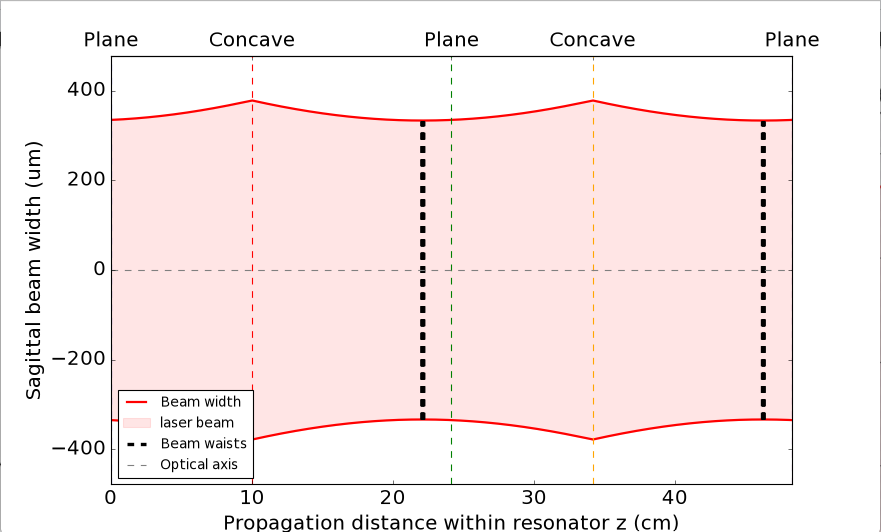 Plane Concave Plane Concave Plane
400
200
0
−200
−400
Sagittal beam width (um)
Beam width
laser beam
Beam waists
Optical axis
0 10 20 30 40
Propagation distance within resonator z (cm)